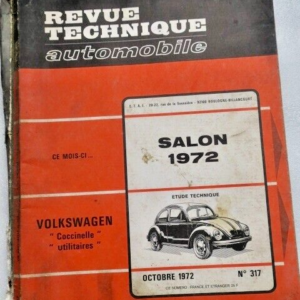 REVUE
TECHNIQUE
automobile
CE MOIS-CI ..
SALON
1972
VOLKSWAGEN
" Coccinelle "
" utilitaires "
ETUDE TECHNIQUE
OCTOBRE 1972 N° 317